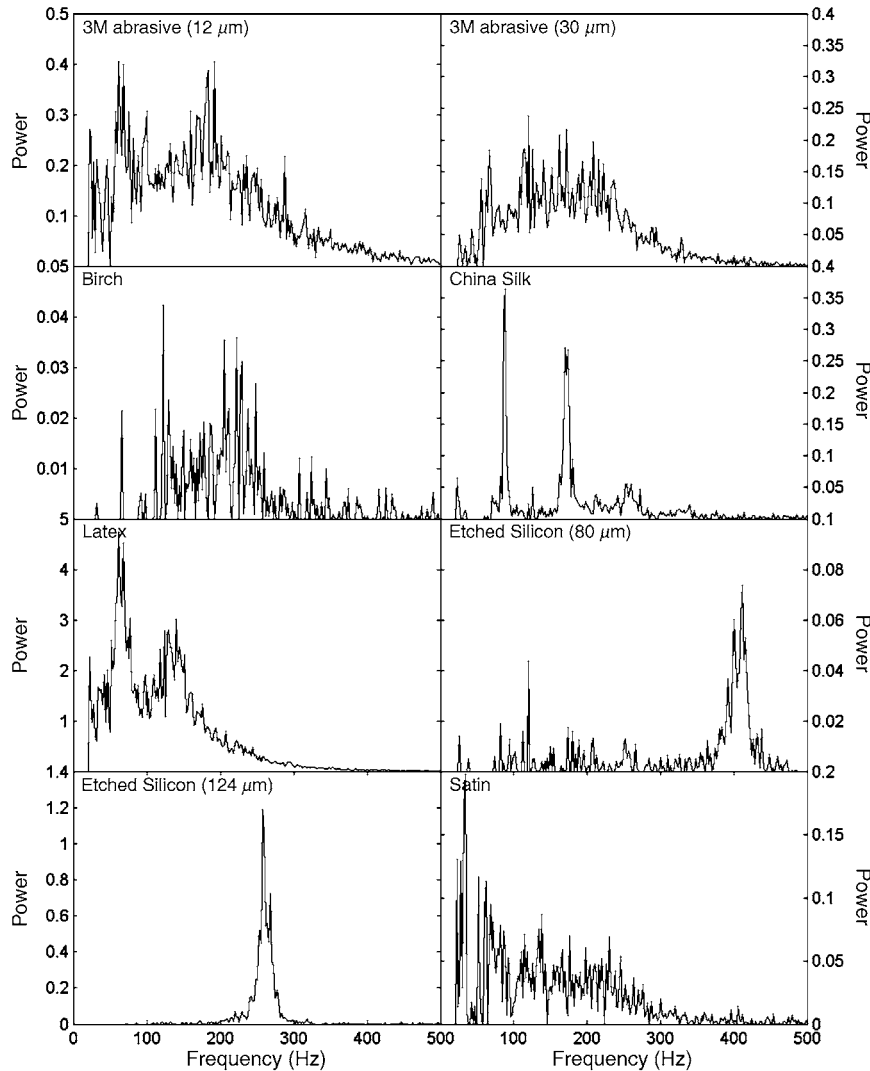 3M abrasive (12 μm)
3M abrasive (30 μm)
0.5
0.4
0.3
0.2
0.1
0.05
Power
0.4
0.35
0.3
0.25
0.2
0.15
0.1
0.05
0.4
Power
Birch
China Silk
0.04
0.03
0.02
0.01
5
Power
0.35
0.3
0.25
0.2
0.15
0.1
0.05
0.1
Power
Latex
Etched Silicon (80 μm)
4
3
2
1
1.4
Power
0.08
0.06
0.04
0.02
0.2
Power
Etched Silicon (124 μm)
Satin
1.2
1
0.8
0.6
0.4
0.2
0
Power
0.15
0.1
0.05
0
Power
0 100 200 300 400 500 100 200 300 400 500
Frequency (Hz) Frequency (Hz)